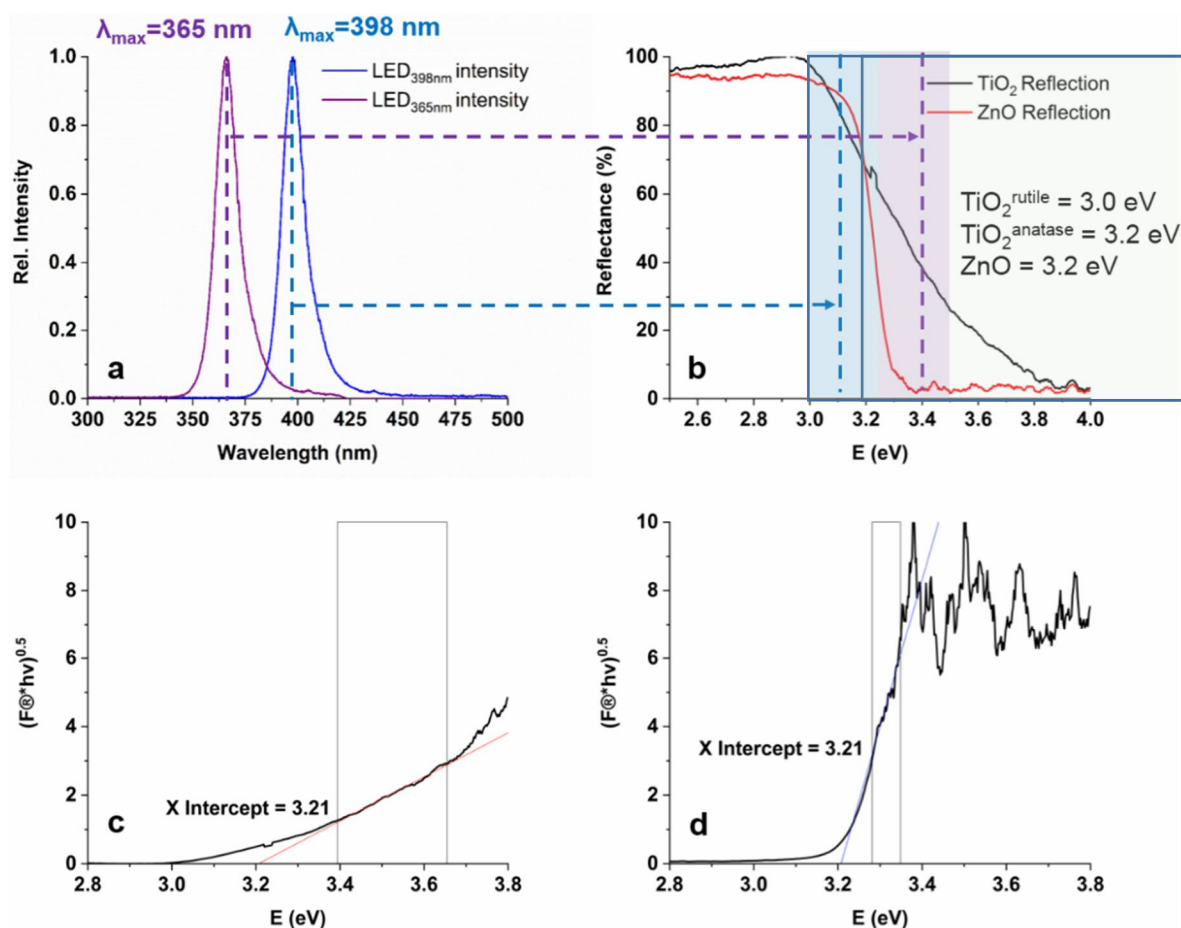 λmax=365 nm
λmax=398 nm
1.0
0.8
0.6
0.4
0.2
0.0
Rel. Intensity
LED398nm intensity
LED365nm intensity
a
300 325 350 375 400 425 450 475 500
Wavelength (nm)
100
80
60
40
20
0
Reflectance (%)
TiO2 Reflection
ZnO Reflection
TiO2rutile = 3.0 eV
TiO2anatase = 3.2 eV
ZnO = 3.2 eV
b
2.6 2.8 3.0 3.2 3.4 3.6 3.8 4.0
E (eV)
10
8
6
4
2
0
(F®*hν)0.5
X Intercept = 3.21
c
2.8 3.0 3.2 3.4 3.6 3.8
E (eV)
10
8
6
4
2
0
(F®*hν)0.5
X Intercept = 3.21
d
2.8 3.0 3.2 3.4 3.6 3.8
E (eV)